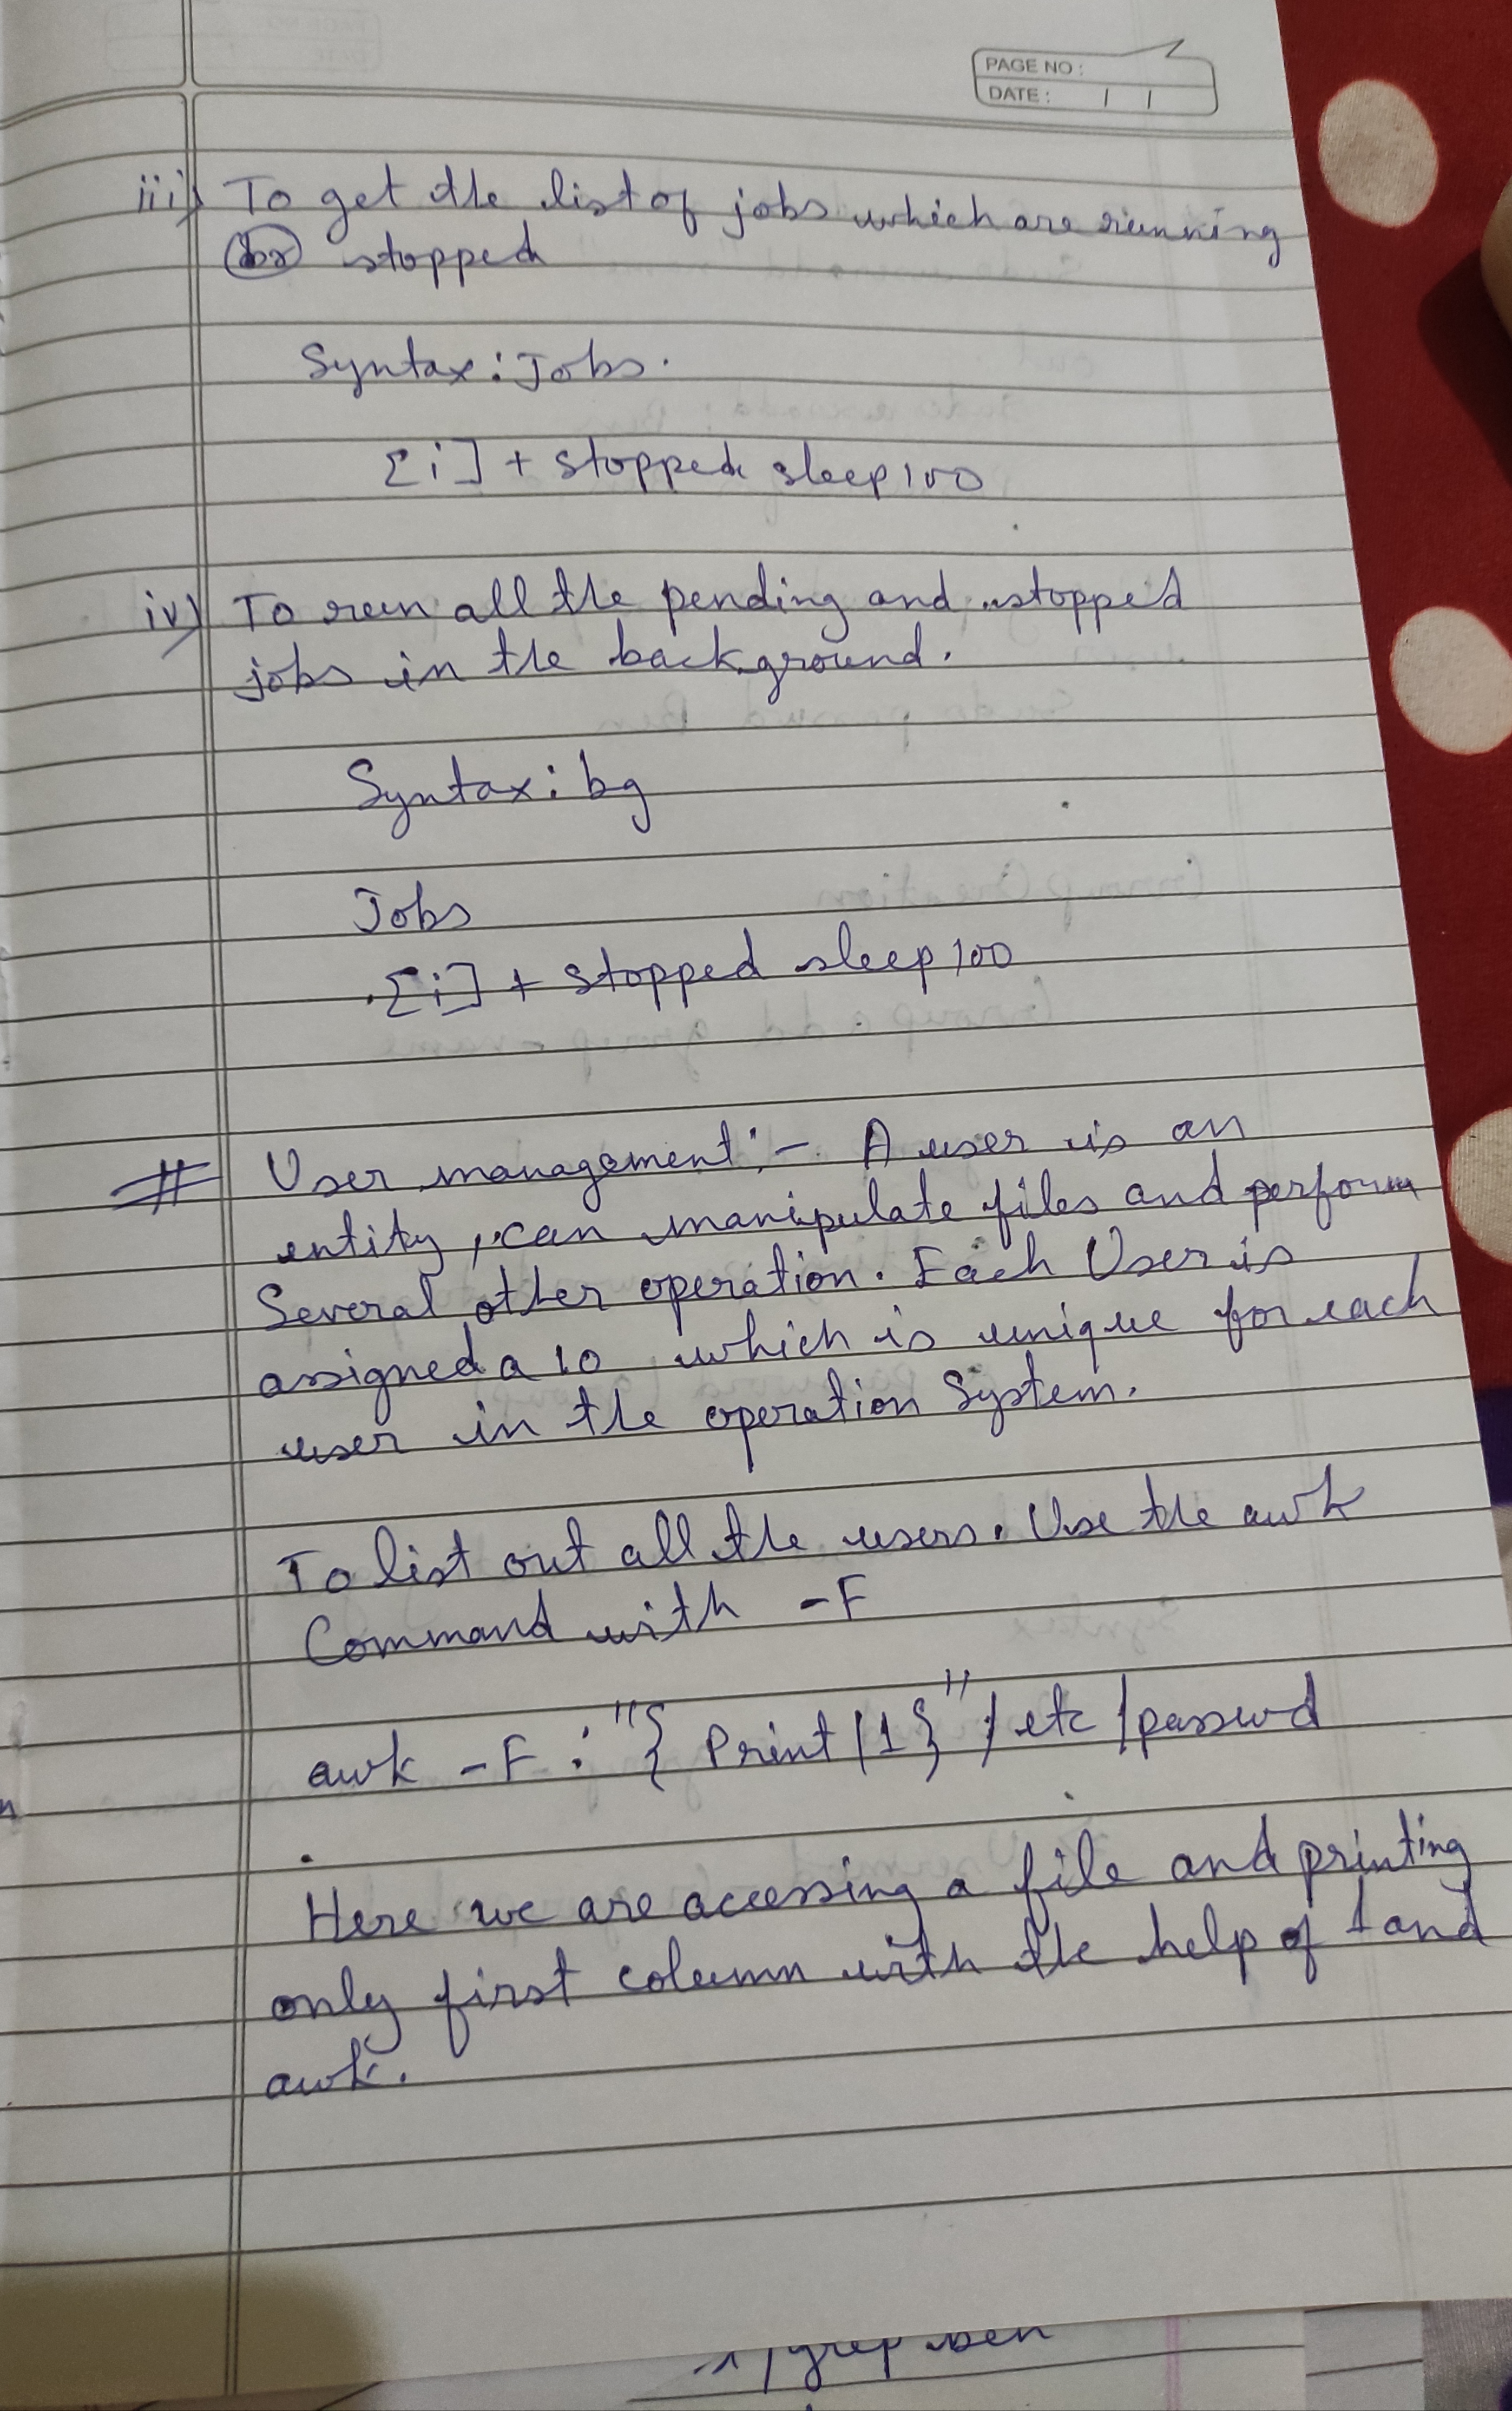 PAGE NO:
DATE: / /
iii) To get the list of jobs which are running
(or) stopped
Syntax: Jobs.
[i] + stopped sleep 100
iv) To run all the pending and stopped
jobs in the background.
Syntax: bg
Jobs
[i] + stopped sleep 100
# User management:- A user is an
entity, can manipulate files and perform
Several other operation. Each User is
assigned a 10 which is unique for each
user in the operation System.
To list out all the users. Use the awk
Command with -F
awk -F : "{ Print /1}" /etc/passwd
Here we are accessing a file and printing
only first column with the help of 1 and
awk.
grep Ben